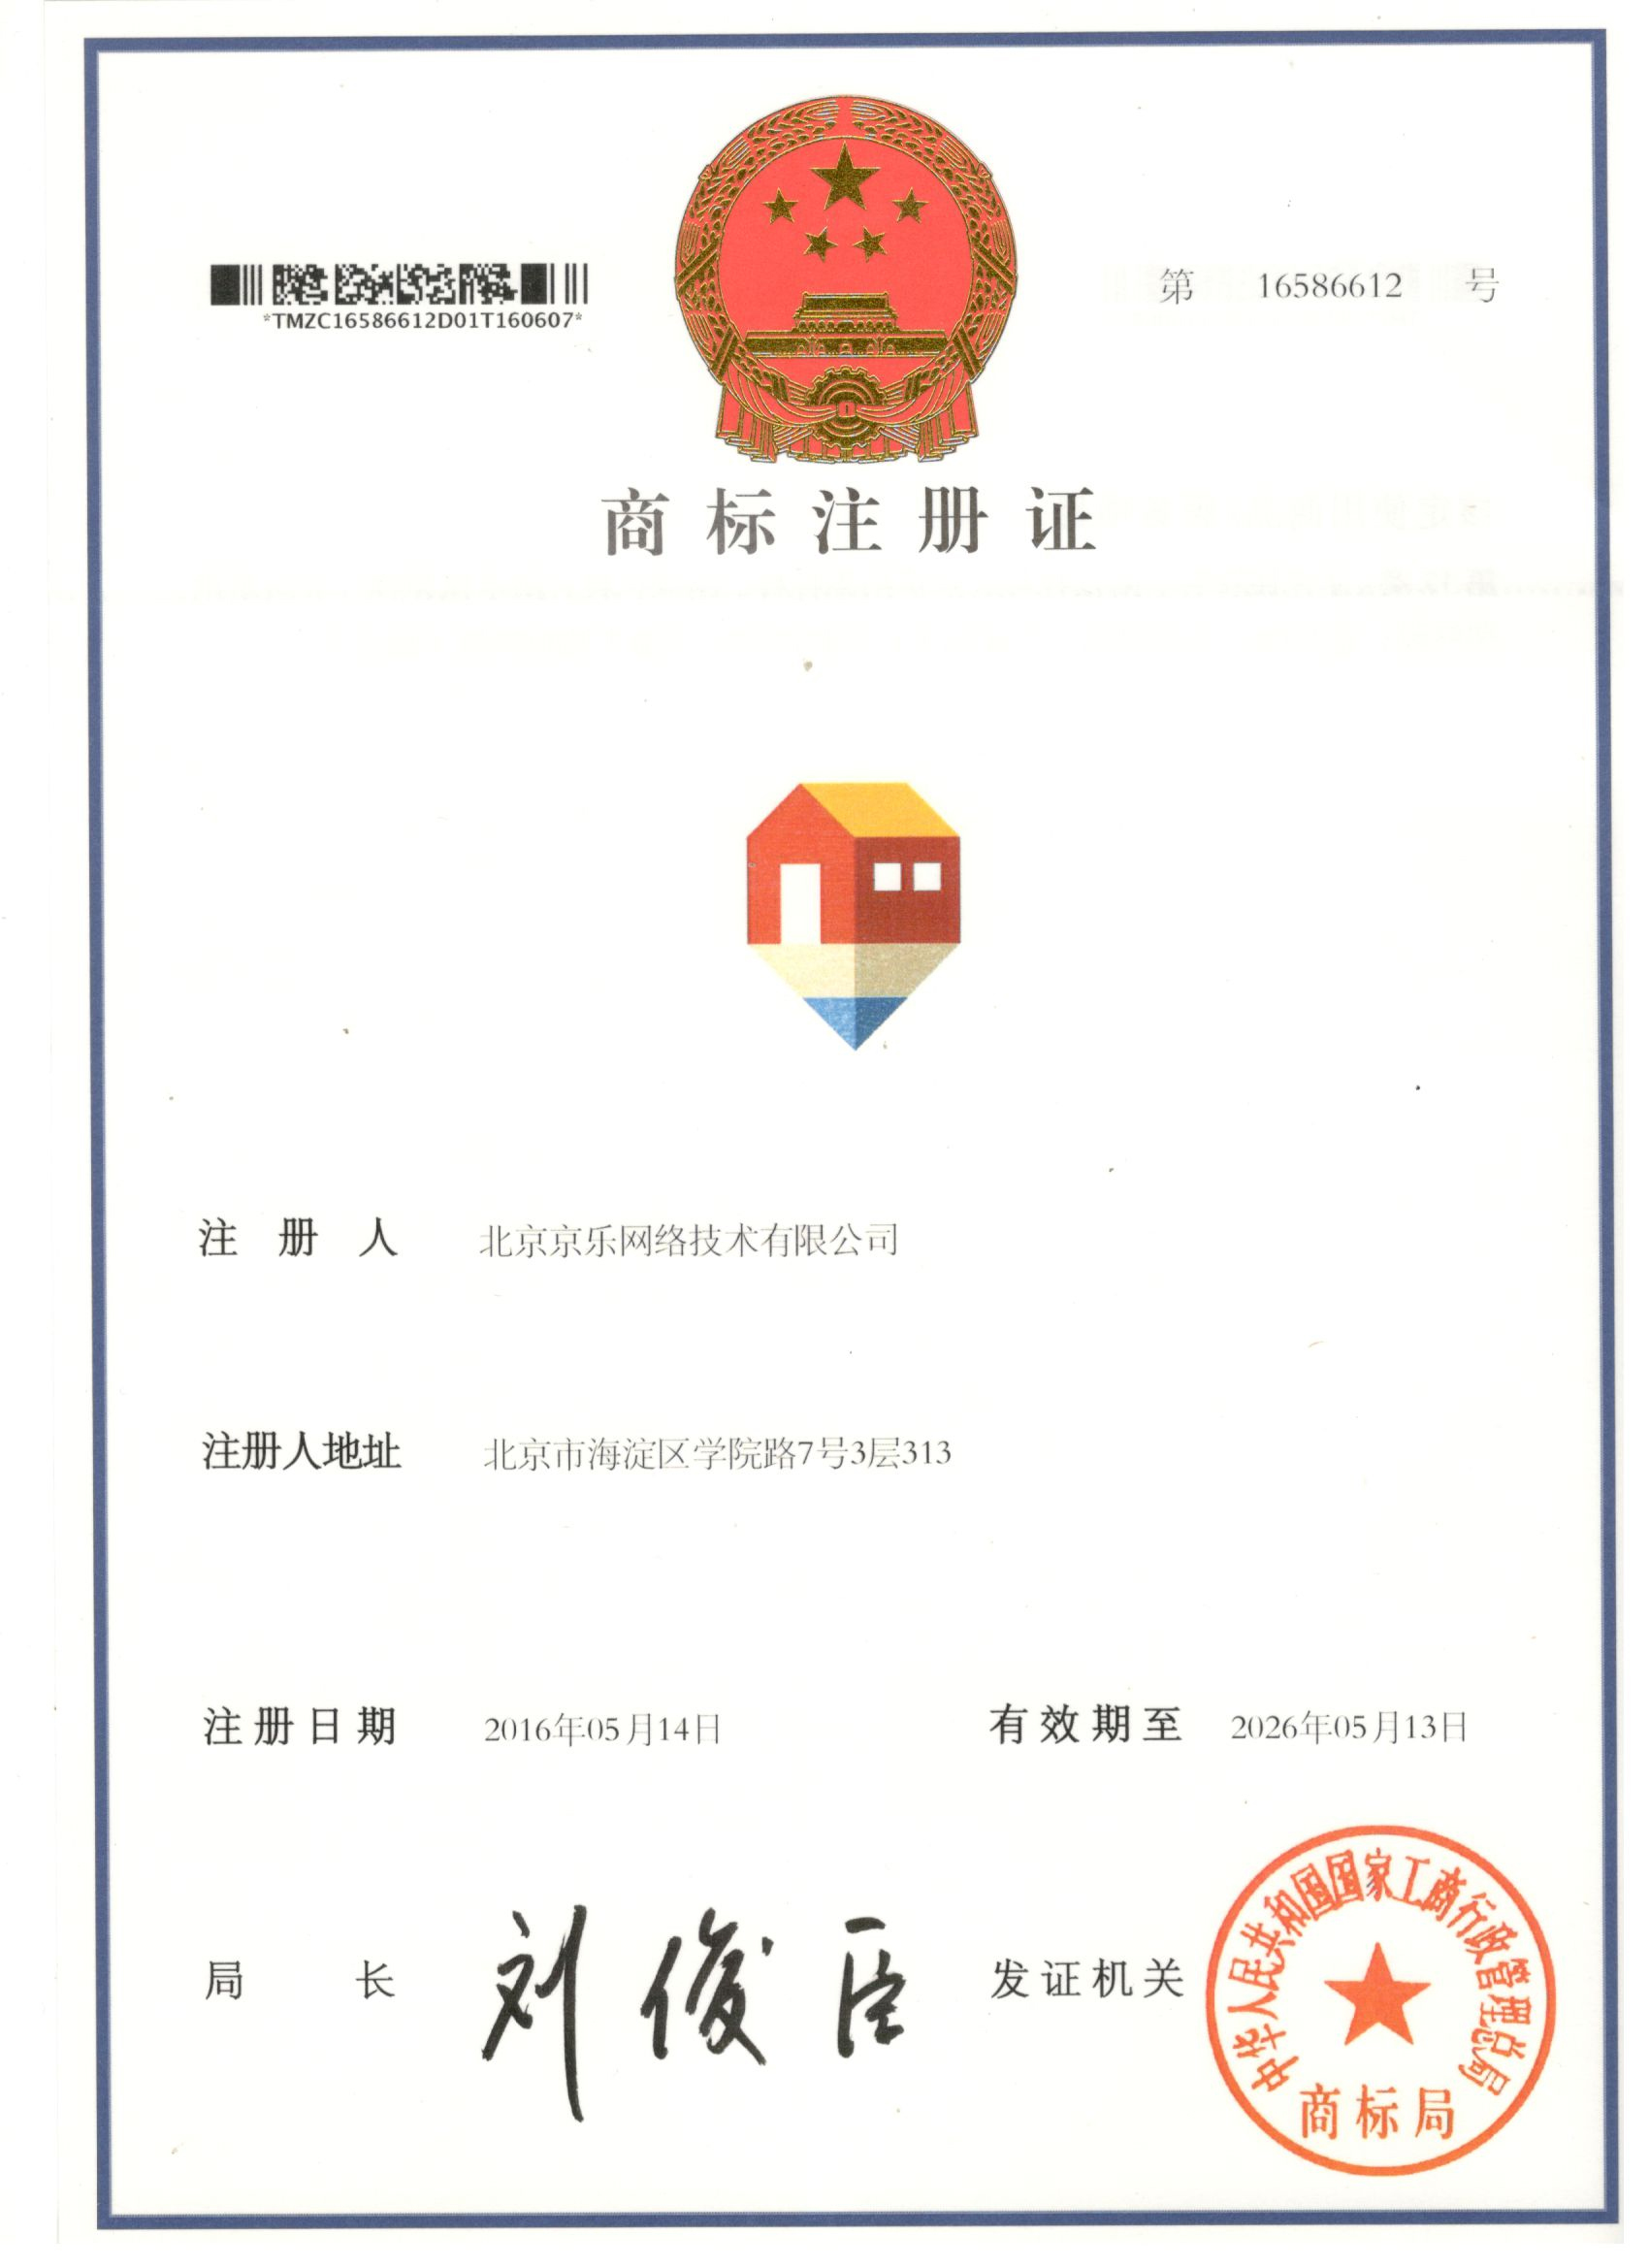 *TMZC16586612D01T160607*
第 16586612 号
商标注册证
注册人 北京京乐网络技术有限公司
注册人地址 北京市海淀区学院路7号3层313
注册日期 2016年05月14日 有效期至 2026年05月13日
局长 刘俊臣 发证机关
中华人民共和国国家工商行政管理总局
商标局